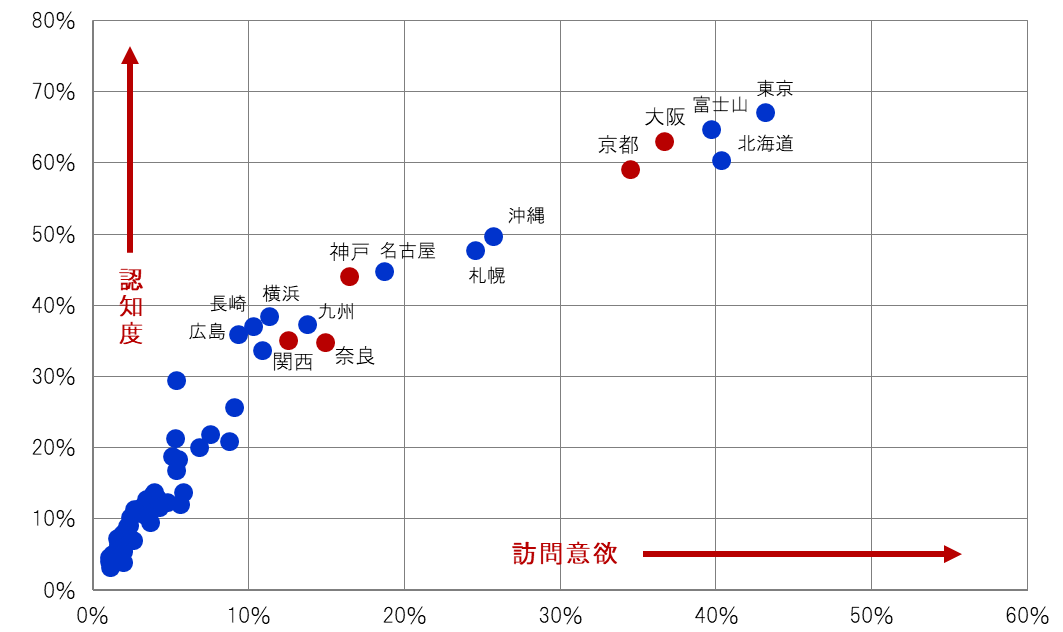 80%
70%
60%
50%
40%
30%
20%
10%
0%
認知度
東京
富士山
大阪
京都
北海道
沖縄
神戸
名古屋
札幌
横浜
長崎
九州
広島
関西
奈良
訪問意欲
0%
10%
20%
30%
40%
50%
60%